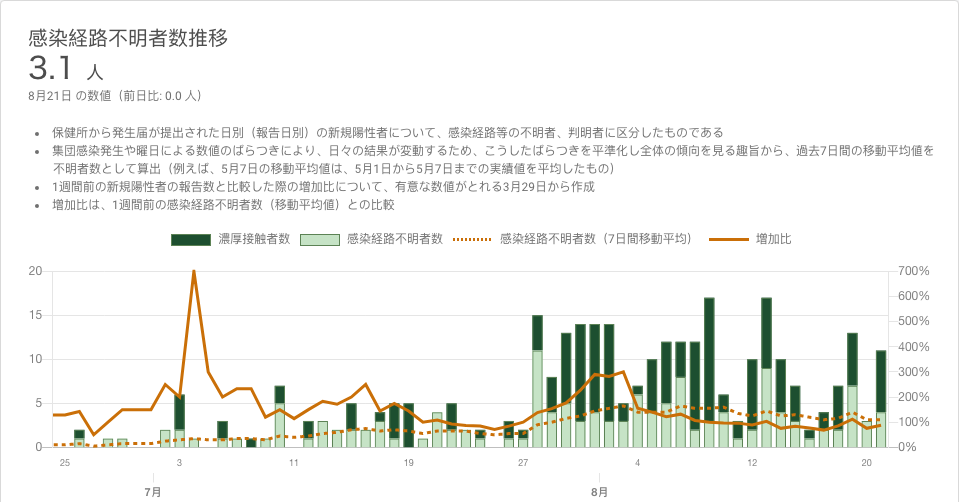 感染経路不明者数推移
3.1 人
8月21日 の数値（前日比: 0.0 人）
• 保健所から発生届が提出された日別（報告日別）の新規陽性者について、感染経路等の不明者、判明者に区分したものである
• 集団感染発生や曜日による数値のばらつきにより、日々の結果が変動するため、こうしたばらつきを平準化し全体の傾向を見る趣旨から、過去7日間の移動平均値を
不明者数として算出（例えば、5月7日の移動平均値は、5月1日から5月7日までの実績値を平均したもの）
• 1週間前の新規陽性者の報告数と比較した際の増加比について、有意な数値がとれる3月29日から作成
• 増加比は、1週間前の感染経路不明者数（移動平均値）との比較
濃厚接触者数 感染経路不明者数 感染経路不明者数（7日間移動平均） 増加比
20 700%
600%
15 500%
400%
10 300%
5 200%
100%
0 0%
25 3 11 19 27 4 12 20
7月 8月